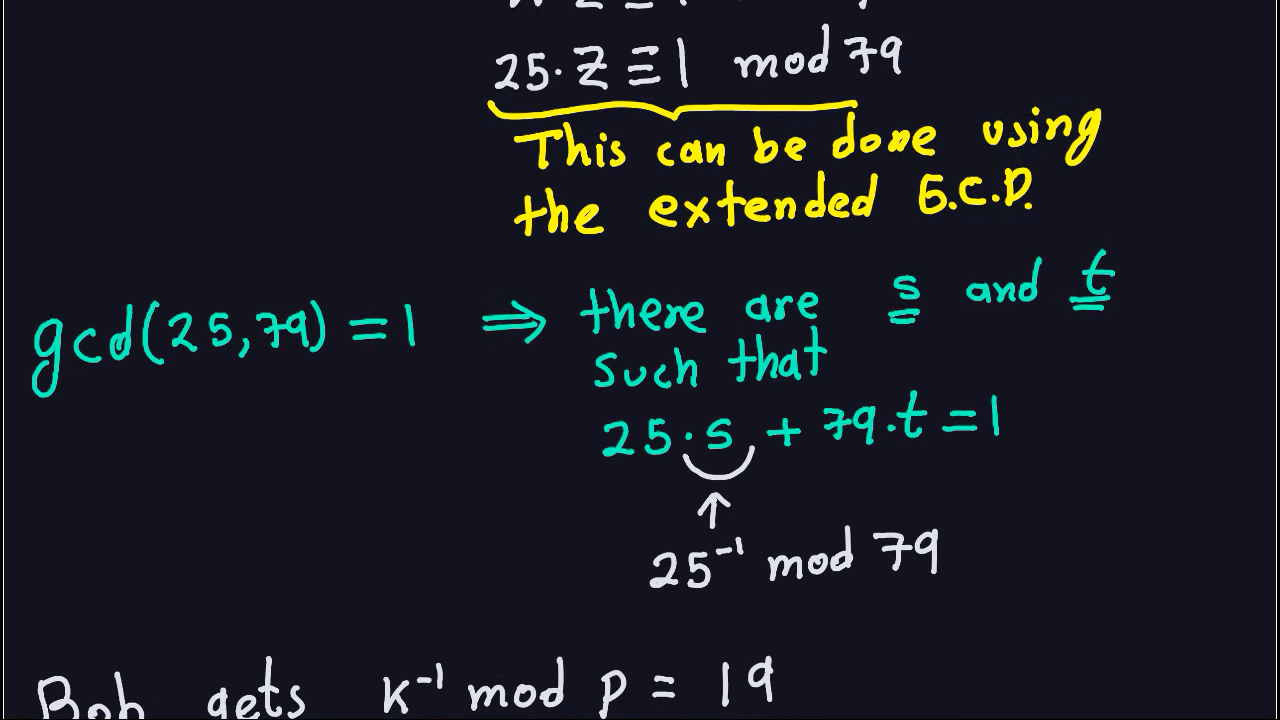 25·Z≡1 mod 79
This can be done using
the extended G.C.D.
gcd(25,79)=1 ⇒ there are s and t
such that
25·s + 79·t=1
↑
25⁻¹ mod 79
Bob gets K⁻¹ mod p = 19